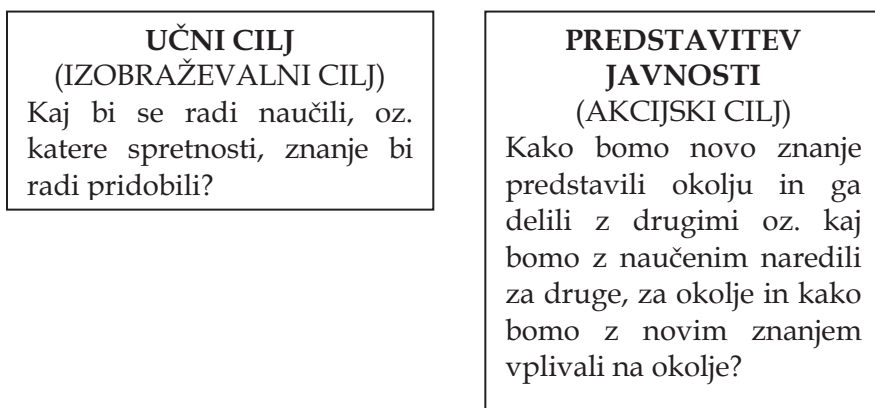 UČNI CILJ
(IZOBRAŽEVALNI CILJ)
Kaj bi se radi naučili, oz.
katere spretnosti, znanje bi
radi pridobili?
PREDSTAVITEV
JAVNOSTI
(AKCIJSKI CILJ)
Kako bomo novo znanje
predstavili okolju in ga
delili z drugimi oz. kaj
bomo z naučenim naredili
za druge, za okolje in kako
bomo z novim znanjem
vplivali na okolje?